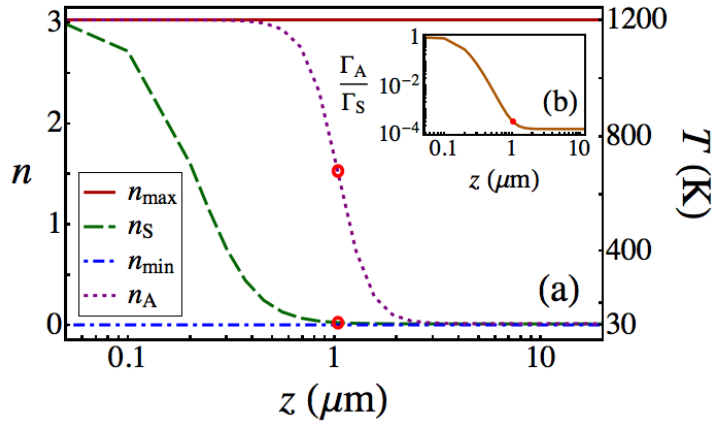 3
2
1
0
n
n_max
n_S
n_min
n_A
0.1
1
10
z (μm)
(a)
1200
800
400
30
T (K)
Γ_A
Γ_S
1
10⁻²
10⁻⁴
0.1
1
10
z (μm)
(b)